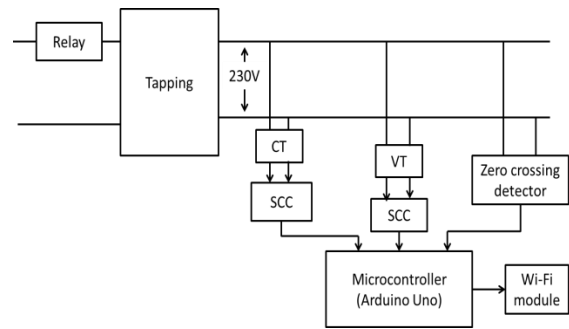 Relay
Tapping
230V
CT
VT
Zero crossing
detector
SCC
SCC
Microcontroller
(Arduino Uno)
Wi-Fi
module